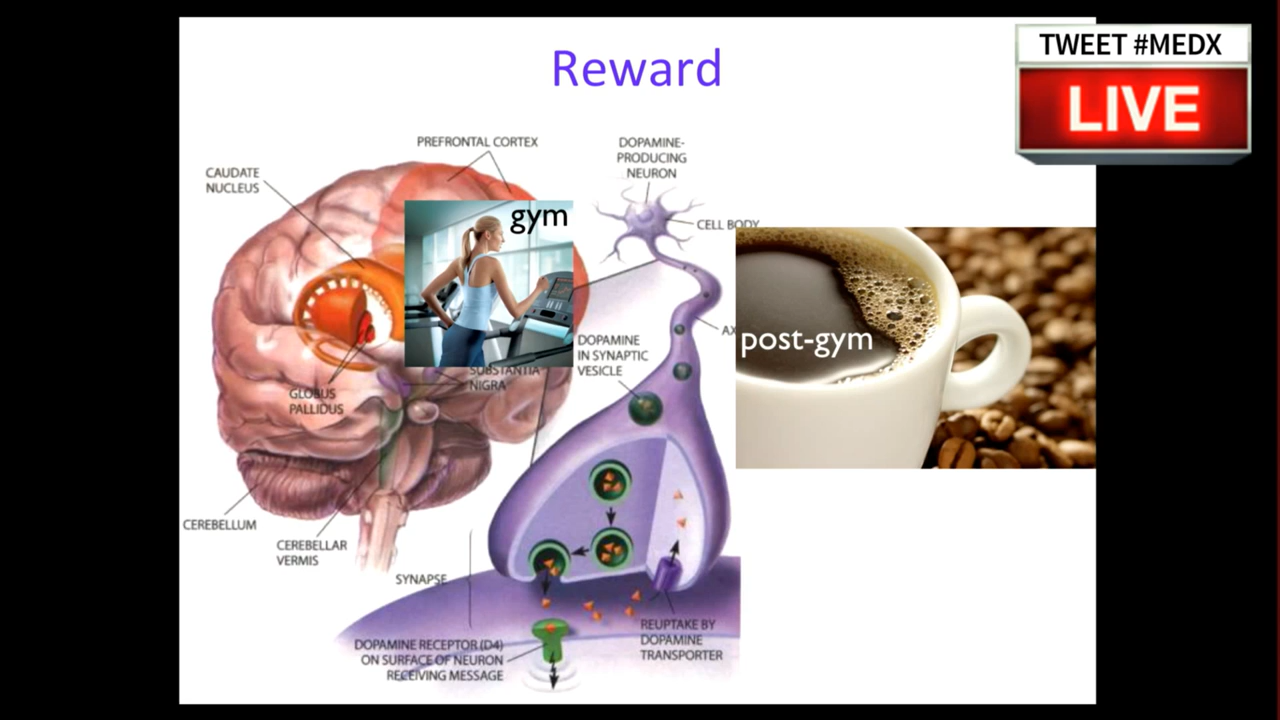 TWEET #MEDX
LIVE
Reward
PREFRONTAL CORTEX
CAUDATE
NUCLEUS
DOPAMINE-
PRODUCING
NEURON
CELL BODY
gym
post-gym
DOPAMINE
IN SYNAPTIC
VESICLE
SUBSTANTIA
NIGRA
GLOBUS
PALLIDUS
CEREBELLUM
CEREBELLAR
VERMIS
SYNAPSE
DOPAMINE RECEPTOR (D4)
ON SURFACE OF NEURON
RECEIVING MESSAGE
REUPTAKE BY
DOPAMINE
TRANSPORTER